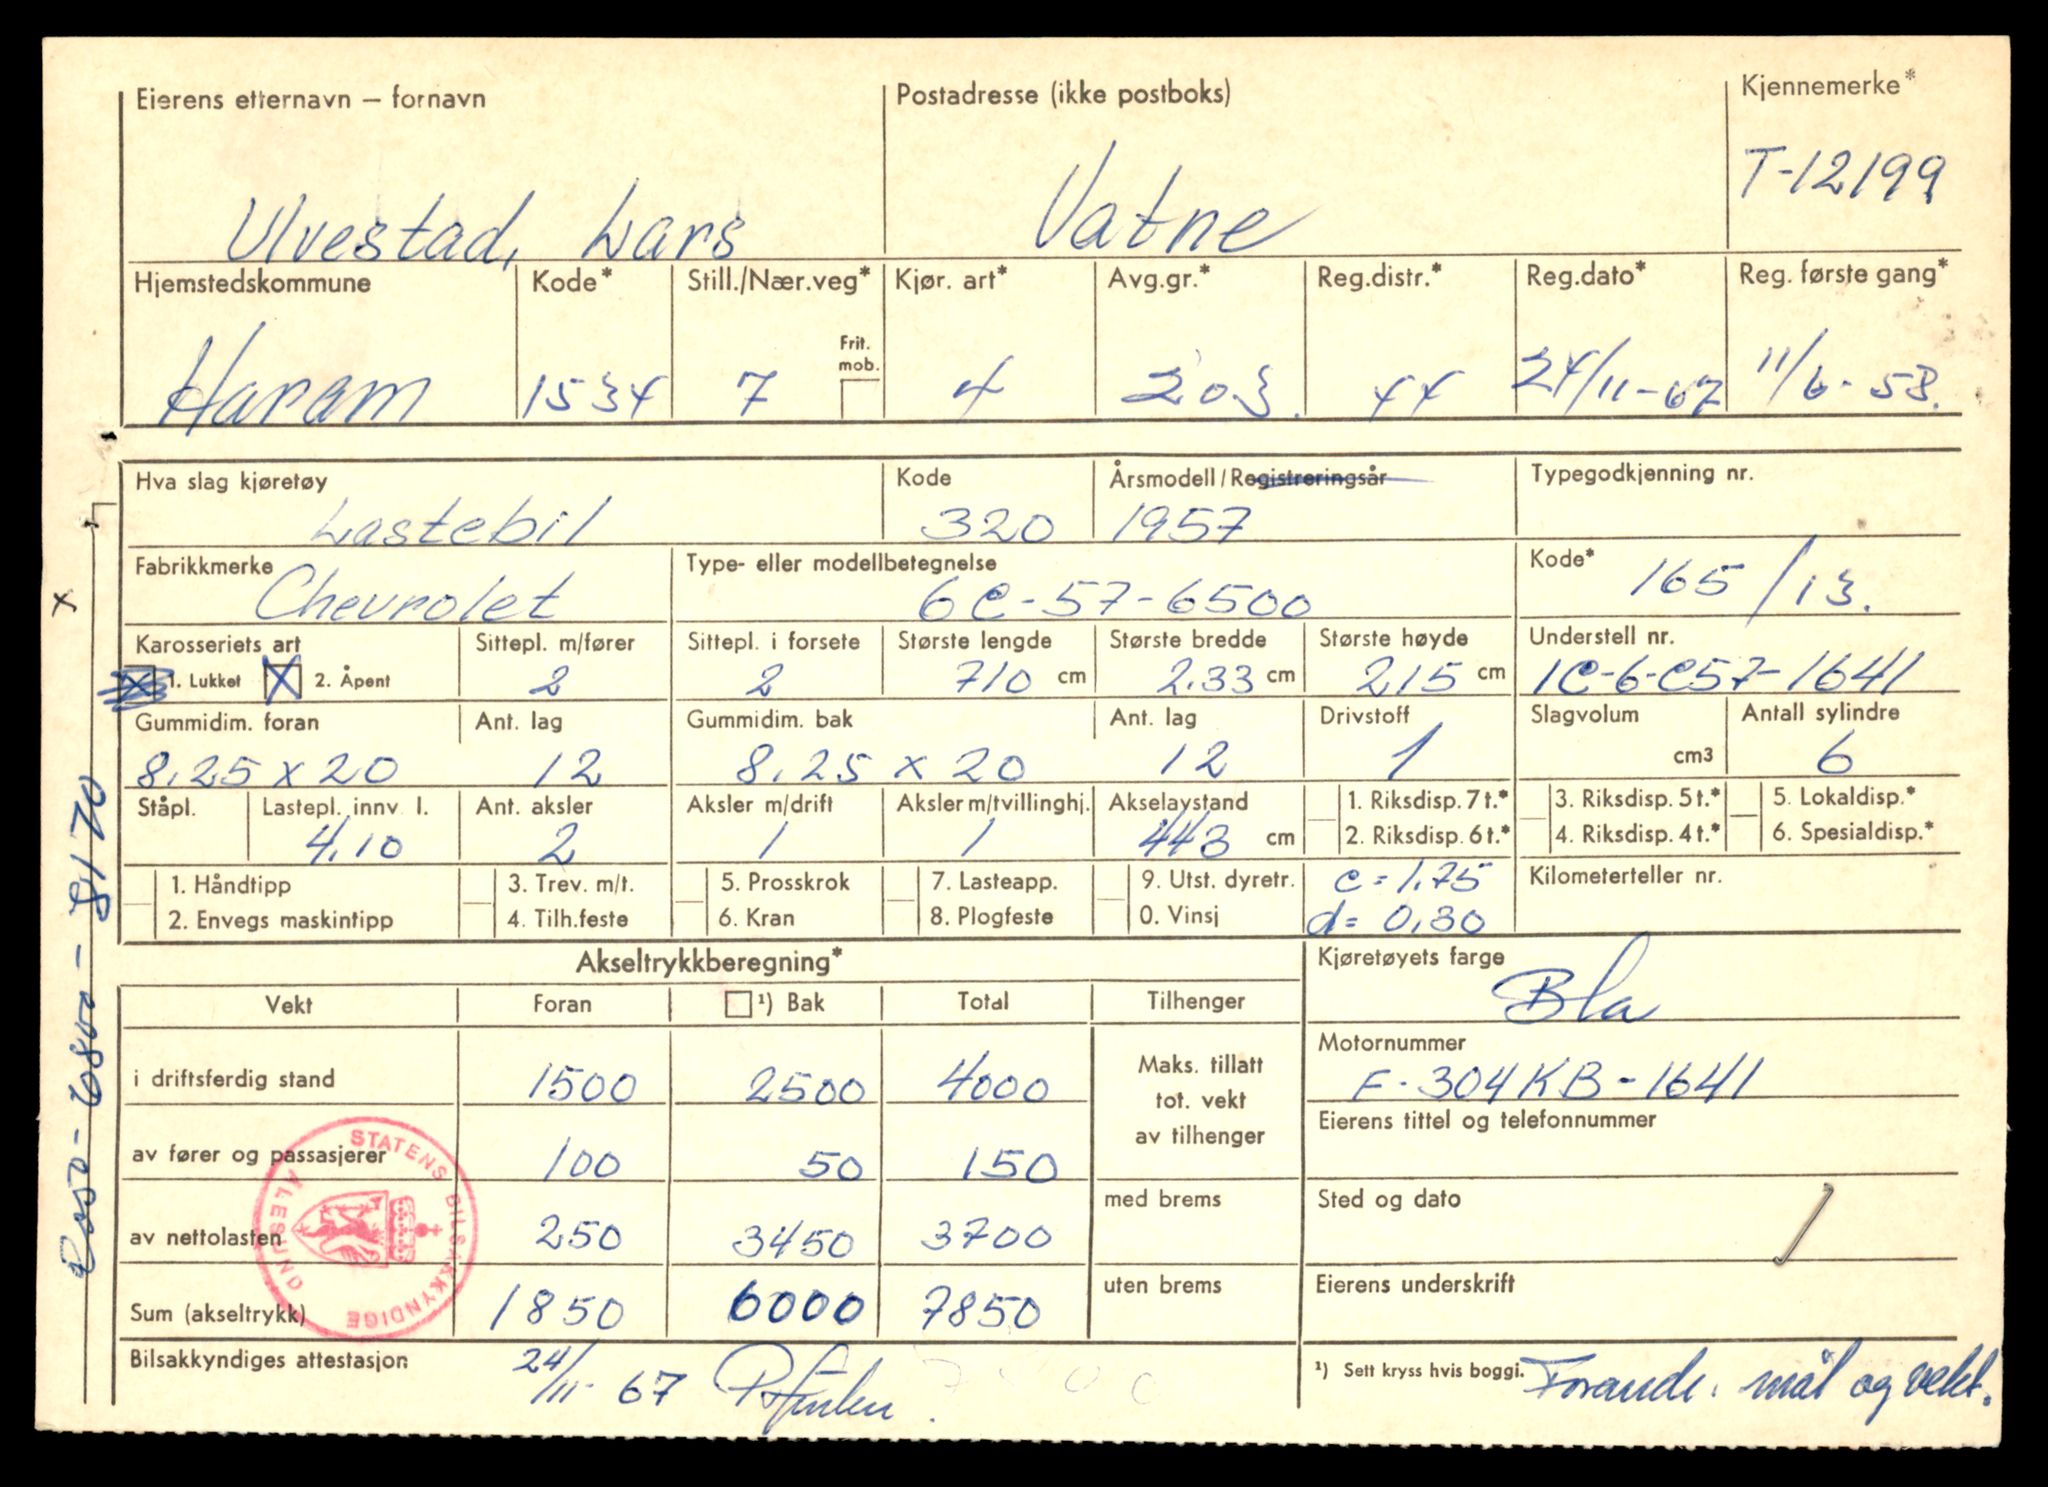 Eierens etternavn – fornavn
Postadresse (ikke postboks)
Kjennemerke*
Ulvestad, Lars
Vatne
T-12199
Hjemstedskommune
Kode*
Still./Nær.veg*
Kjør. art*
Avg.gr.*
Reg.distr.*
Reg.dato*
Reg. første gang*
Frit. mob.
Haram
1534
7
4
203.
44
24/11-67
11/6-58.
Hva slag kjøretøy
Kode
Årsmodell/Registreringsår
Typegodkjenning nr.
Lastebil
320
1957
Fabrikkmerke
Type- eller modellbetegnelse
Kode*
Chevrolet
6C-57-6500
165/13.
Karosseriets art
Sittepl. m/fører
Sittepl. i forsete
Største lengde
Største bredde
Største høyde
Understell nr.
X 1. Lukket X 2. Åpent
2
2
710 cm
2.33 cm
215 cm
1C-6-C57-1641
Gummidim. foran
Ant. lag
Gummidim. bak
Ant. lag
Drivstoff
Slagvolum
Antall sylindre
8.25 x 20
12
8.25 x 20
12
1
cm3
6
Ståpl.
Lastepl. innv. l.
Ant. aksler
Aksler m/drift
Aksler m/tvillinghj.
Akselavstand
1. Riksdisp. 7 t.*
3. Riksdisp. 5 t.*
5. Lokaldisp.*
4.10
2
1
1
443 cm
2. Riksdisp. 6 t.*
4. Riksdisp. 4 t.*
6. Spesialdisp.*
1. Håndtipp
3. Trev. m/t.
5. Prosskrok
7. Lasteapp.
9. Utst. dyretr.
c = 1.75
Kilometerteller nr.
2. Envegs maskintipp
4. Tilh.feste
6. Kran
8. Plogfeste
0. Vinsj
d = 0.30
Akseltrykkberegning*
Kjøretøyets farge
Bla
Vekt
Foran
¹) Bak
Total
Tilhenger
i driftsferdig stand
1500
2500
4000
Maks. tillatt
tot. vekt
av tilhenger
Motornummer
F-304KB-1641
av fører og passasjerer
100
50
150
Eierens tittel og telefonnummer
av nettolasten
250
3450
3700
med brems
Sted og dato
Sum (akseltrykk)
1850
6000
7850
uten brems
Eierens underskrift
Bilsakkyndiges attestasjon
24/11-67
¹) Sett kryss hvis boggi.
Forandr. mål og vekt.
STATENS BILSAKKYNDIGE
ÅLESUND
x
6800 - 8170